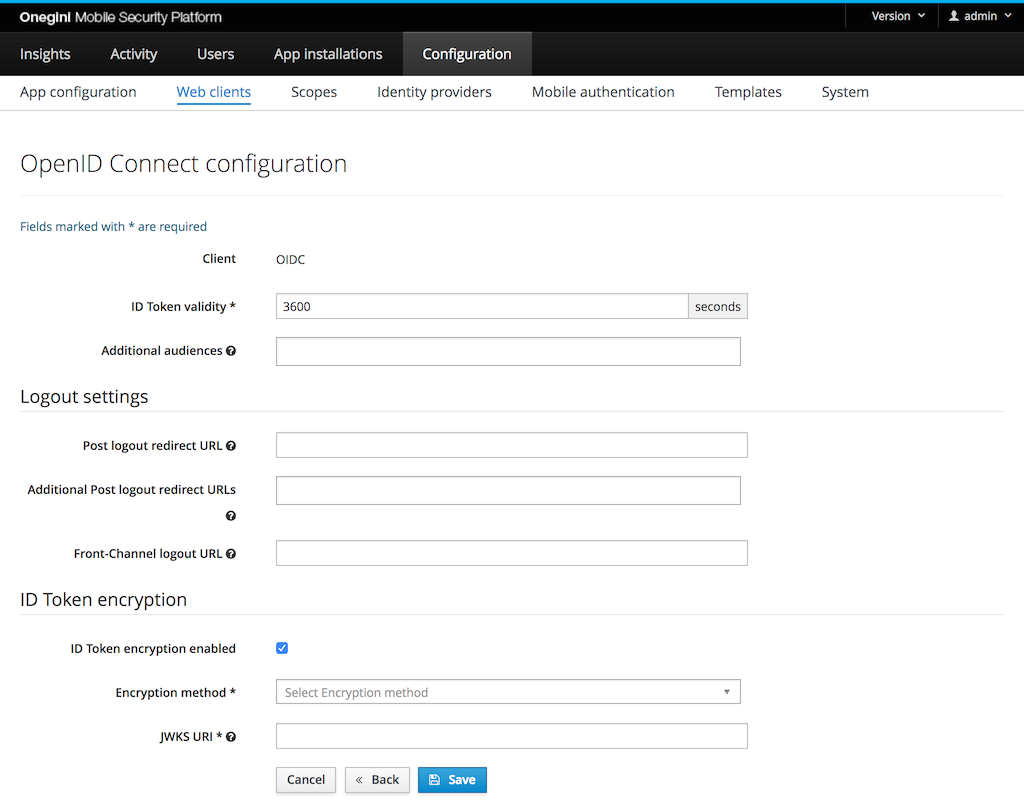 Onegini Mobile Security Platform
Version
admin
Insights
Activity
Users
App installations
Configuration
App configuration
Web clients
Scopes
Identity providers
Mobile authentication
Templates
System
OpenID Connect configuration
Fields marked with * are required
Client
OIDC
ID Token validity *
3600
seconds
Additional audiences
Logout settings
Post logout redirect URL
Additional Post logout redirect URLs
Front-Channel logout URL
ID Token encryption
ID Token encryption enabled
Encryption method *
Select Encryption method
JWKS URI *
Cancel
« Back
Save